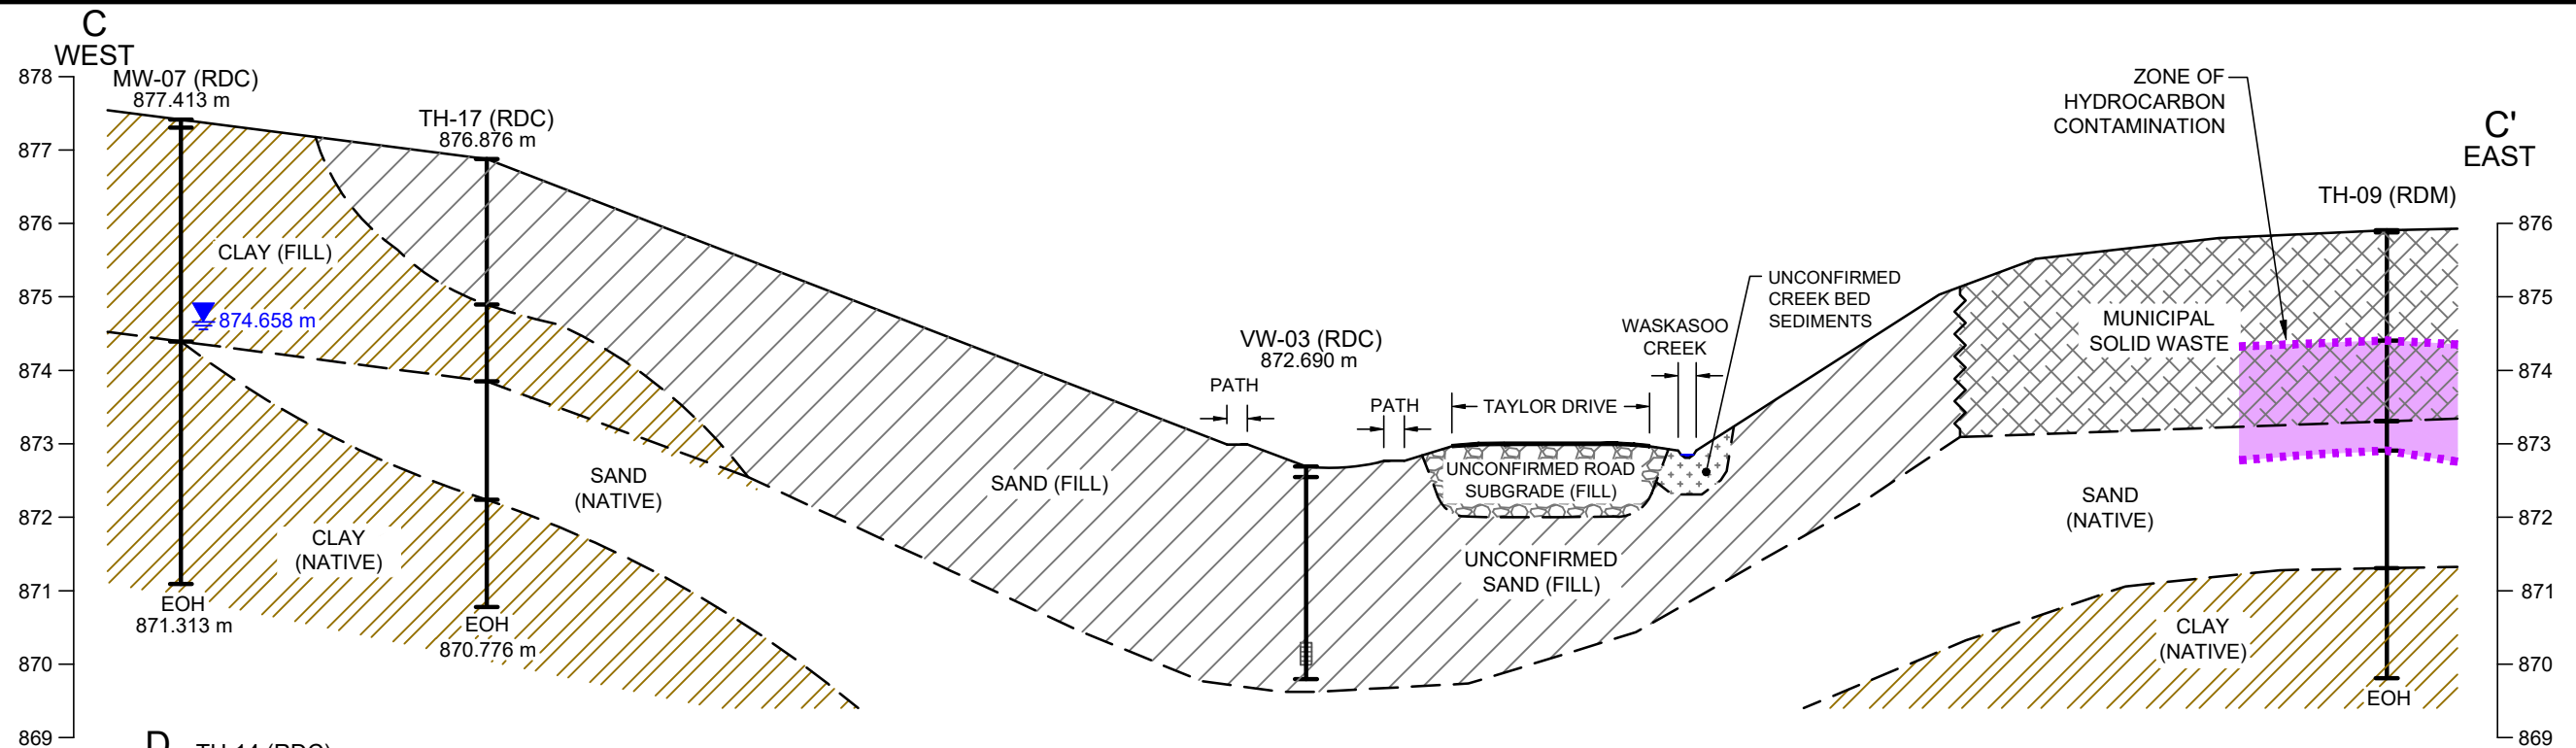 C
WEST
878
877
876
875
874
873
872
871
870
869
MW-07 (RDC)
877.413 m
TH-17 (RDC)
876.876 m
CLAY (FILL)
874.658 m
SAND
(NATIVE)
CLAY
(NATIVE)
EOH
871.313 m
EOH
870.776 m
SAND (FILL)
PATH
VW-03 (RDC)
872.690 m
PATH
TAYLOR DRIVE
UNCONFIRMED ROAD
SUBGRADE (FILL)
UNCONFIRMED
SAND (FILL)
WASKASOO
CREEK
UNCONFIRMED
CREEK BED
SEDIMENTS
ZONE OF
HYDROCARBON
CONTAMINATION
MUNICIPAL
SOLID WASTE
SAND
(NATIVE)
CLAY
(NATIVE)
C'
EAST
TH-09 (RDM)
EOH
876
875
874
873
872
871
870
869
D
TH-14 (RDC)